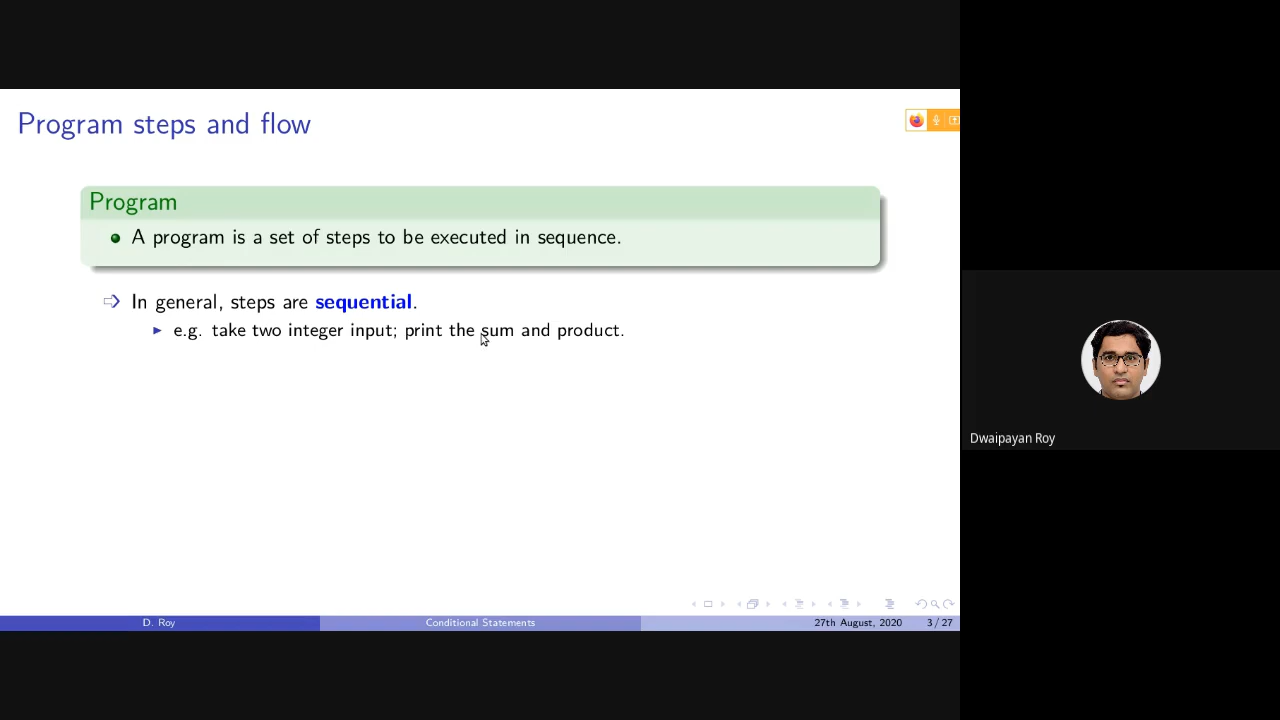 Program steps and flow
Program
A program is a set of steps to be executed in sequence.
In general, steps are sequential.
e.g. take two integer input; print the sum and product.
Dwaipayan Roy
D. Roy
Conditional Statements
27th August, 2020
3 / 27